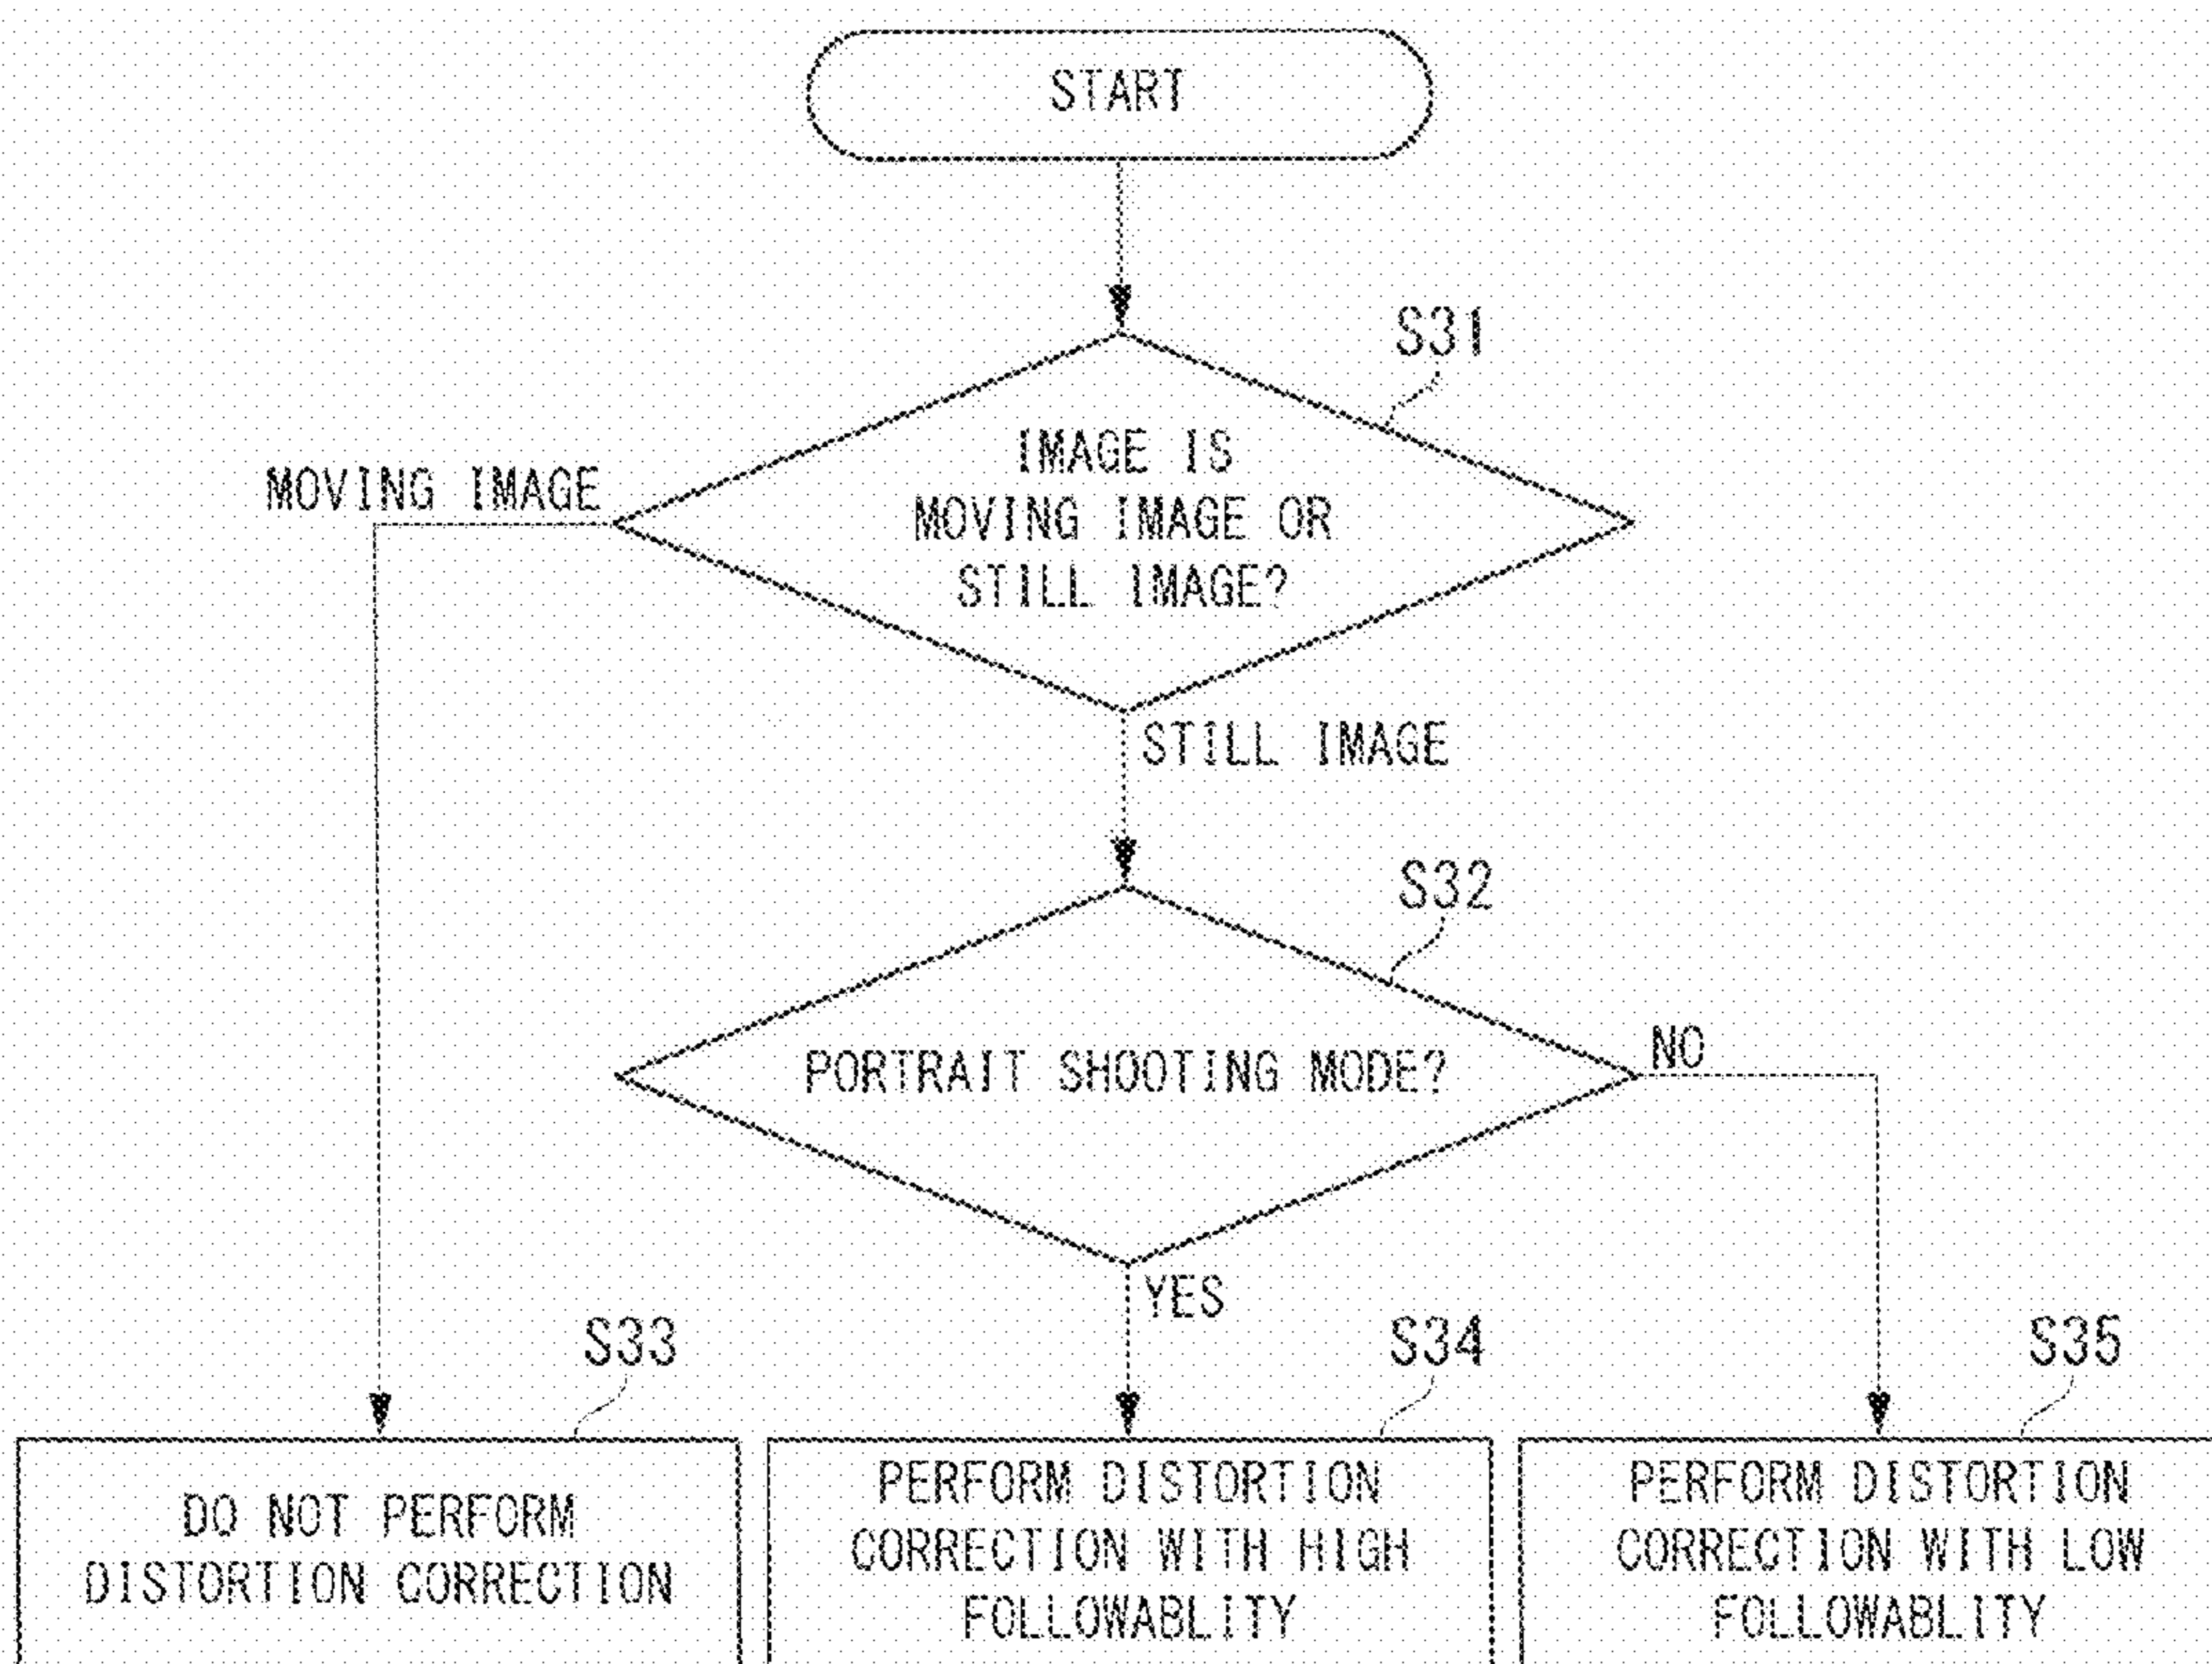 START
S31
IMAGE IS
MOVING IMAGE OR
STILL IMAGE?
MOVING IMAGE
STILL IMAGE
S32
PORTRAIT SHOOTING MODE?
NO
YES
S33
S34
S35
DO NOT PERFORM
DISTORTION CORRECTION
PERFORM DISTORTION
CORRECTION WITH HIGH
FOLLOWABLITY
PERFORM DISTORTION
CORRECTION WITH LOW
FOLLOWABLITY